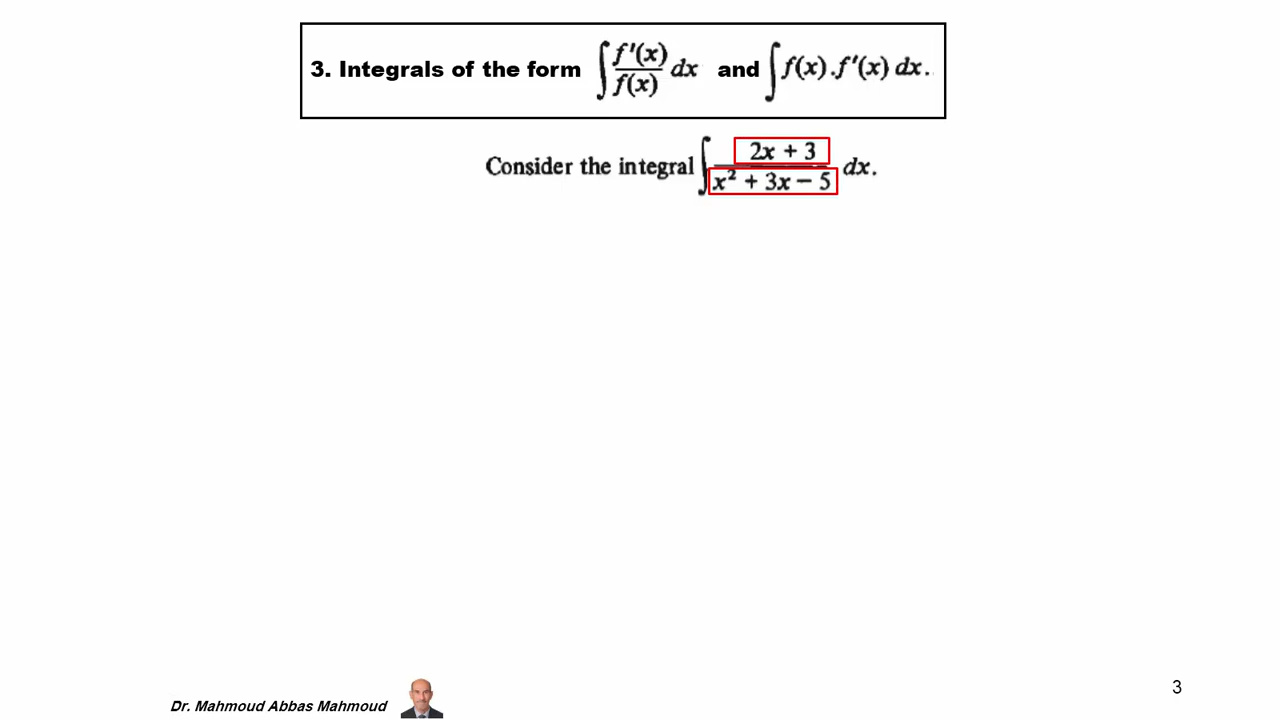 3. Integrals of the form ∫ f'(x)/f(x) dx and ∫ f(x).f'(x) dx.
Consider the integral ∫ (2x + 3)/(x² + 3x − 5) dx.
Dr. Mahmoud Abbas Mahmoud
3